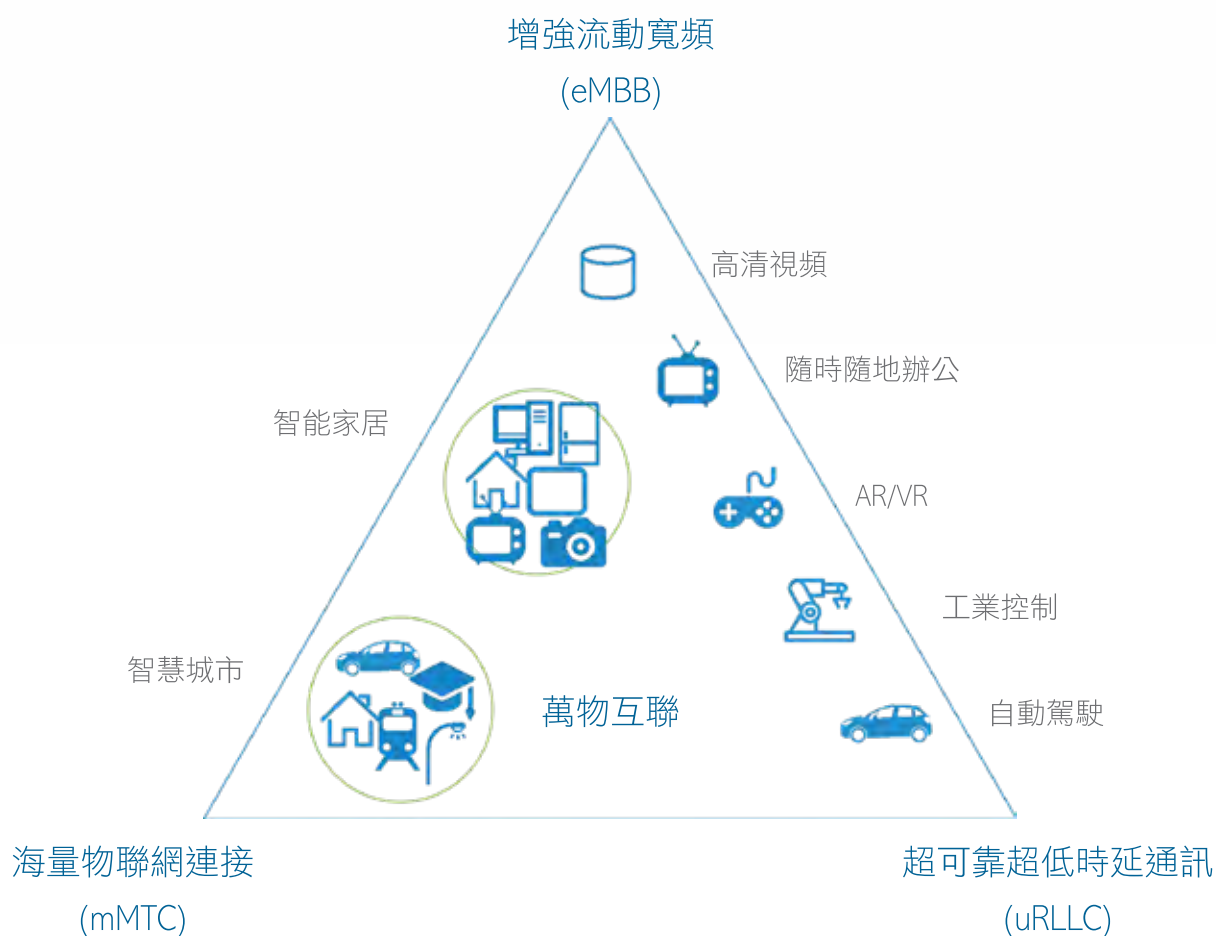 增強流動寬頻
(eMBB)
高清視頻
隨時隨地辦公
智能家居
AR/VR
工業控制
智慧城市
萬物互聯
自動駕駛
海量物聯網連接
(mMTC)
超可靠超低時延通訊
(uRLLC)